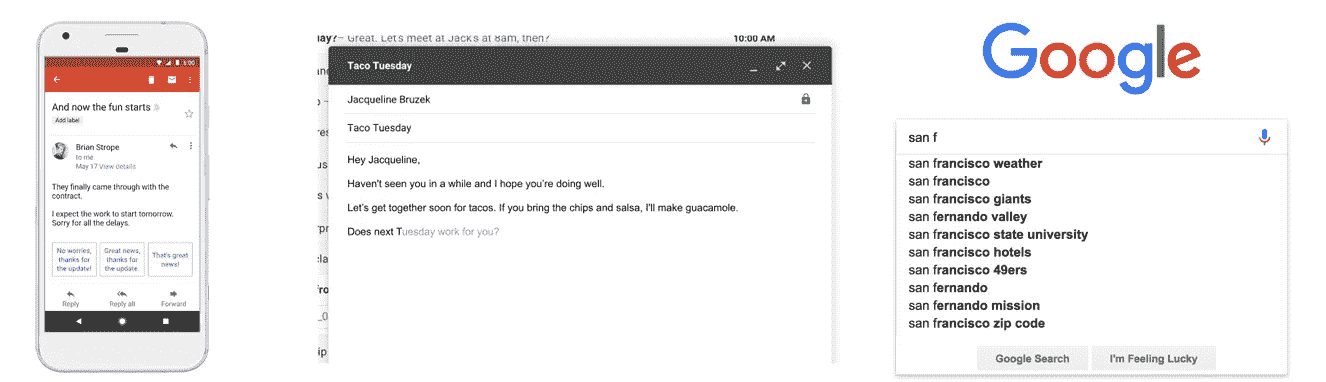 5:00
And now the fun starts
Add label
Brian Strope
to me
May 17 View details
They finally came through with the
contract.
I expect the work to start tomorrow.
Sorry for all the delays.
No worries,
thanks for
the update!
Great news,
thanks for
the update.
That's great
news!
Reply
Reply all
Forward
lay?– Great. Let's meet at Jack's at 8am, then?
10:00 AM
Taco Tuesday
Jacqueline Bruzek
Taco Tuesday
Hey Jacqueline,
Haven't seen you in a while and I hope you're doing well.
Let's get together soon for tacos. If you bring the chips and salsa, I'll make guacamole.
Does next Tuesday work for you?
Google
san f
san francisco weather
san francisco
san francisco giants
san fernando valley
san francisco state university
san francisco hotels
san francisco 49ers
san fernando
san fernando mission
san francisco zip code
Google Search
I'm Feeling Lucky